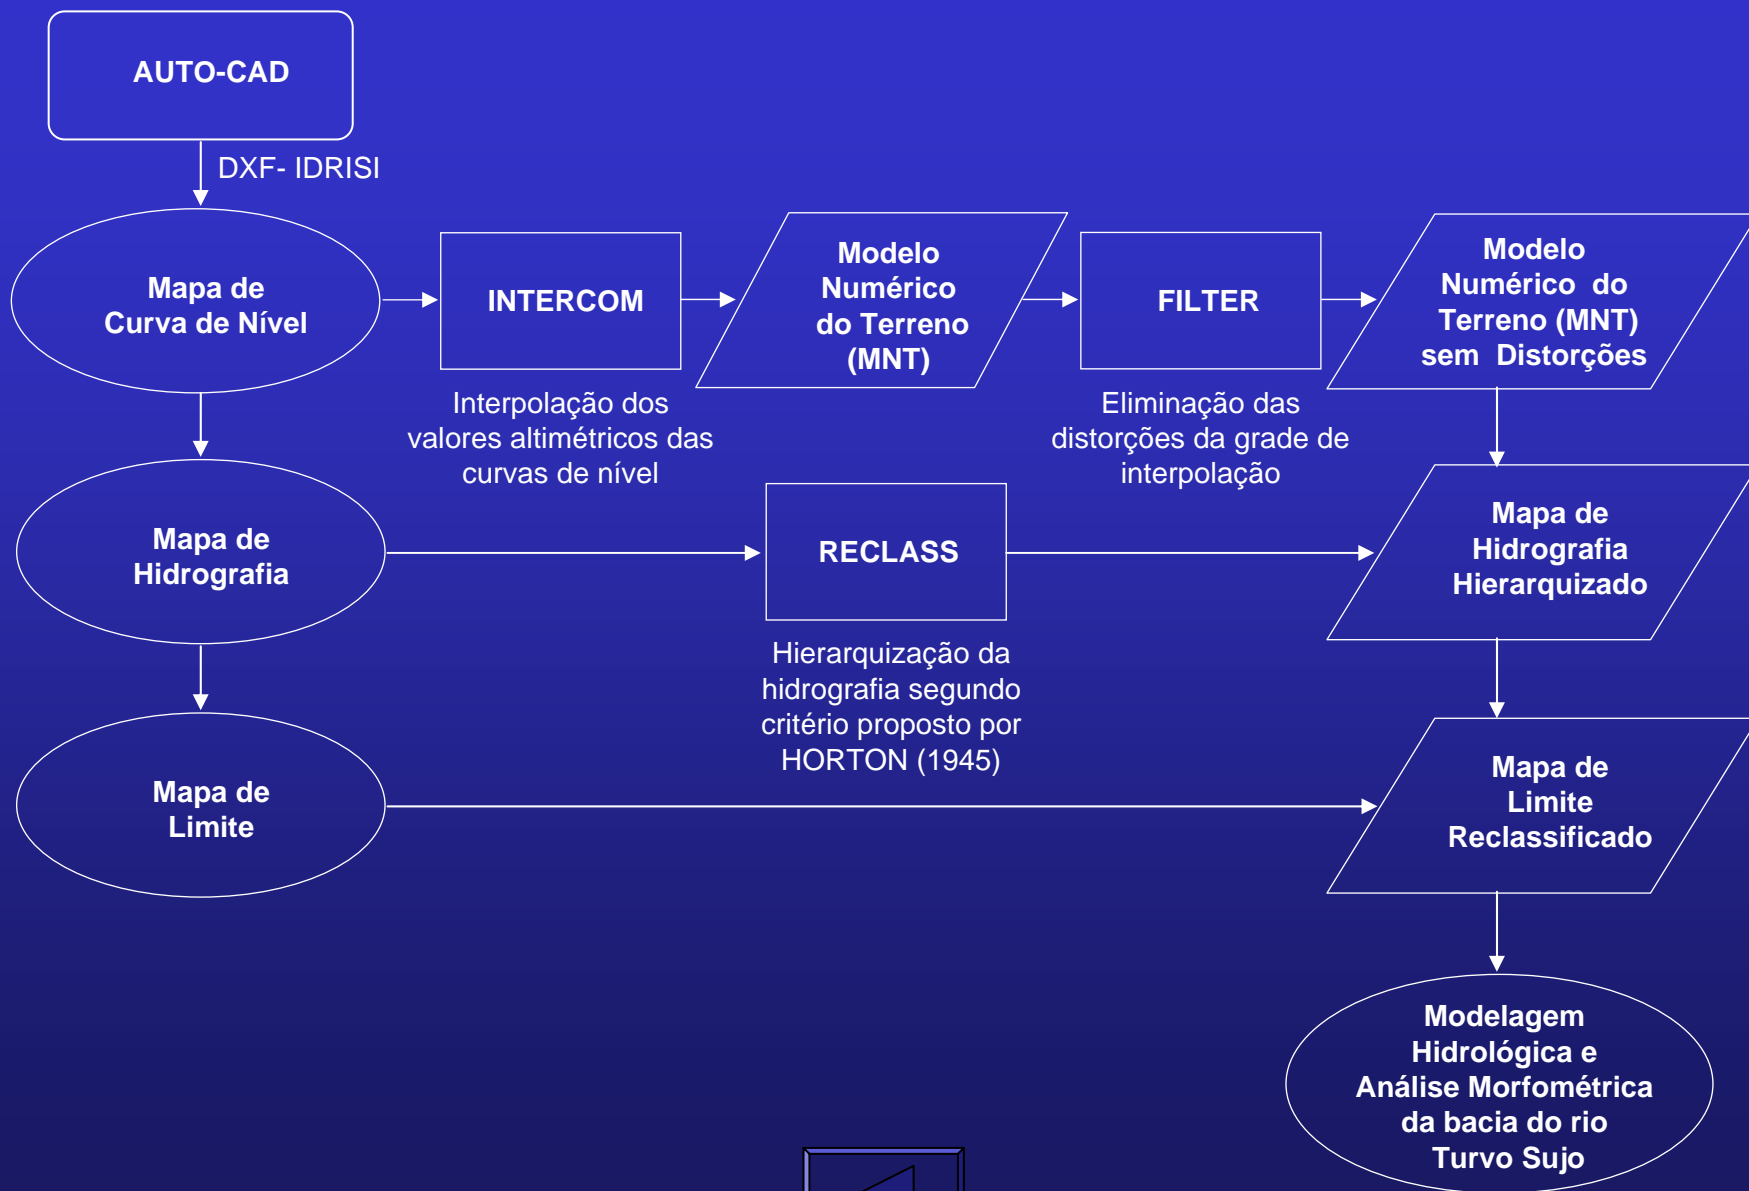 AUTO-CAD
DXF- IDRISI
Mapa de
Curva de Nível
INTERCOM
Interpolação dos
valores altimétricos das
curvas de nível
Modelo
Numérico
do Terreno
(MNT)
FILTER
Eliminação das
distorções da grade de
interpolação
Modelo
Numérico do
Terreno (MNT)
sem Distorções
Mapa de
Hidrografia
RECLASS
Hierarquização da
hidrografia segundo
critério proposto por
HORTON (1945)
Mapa de
Hidrografia
Hierarquizado
Mapa de
Limite
Mapa de
Limite
Reclassificado
Modelagem
Hidrológica e
Análise Morfométrica
da bacia do rio
Turvo Sujo